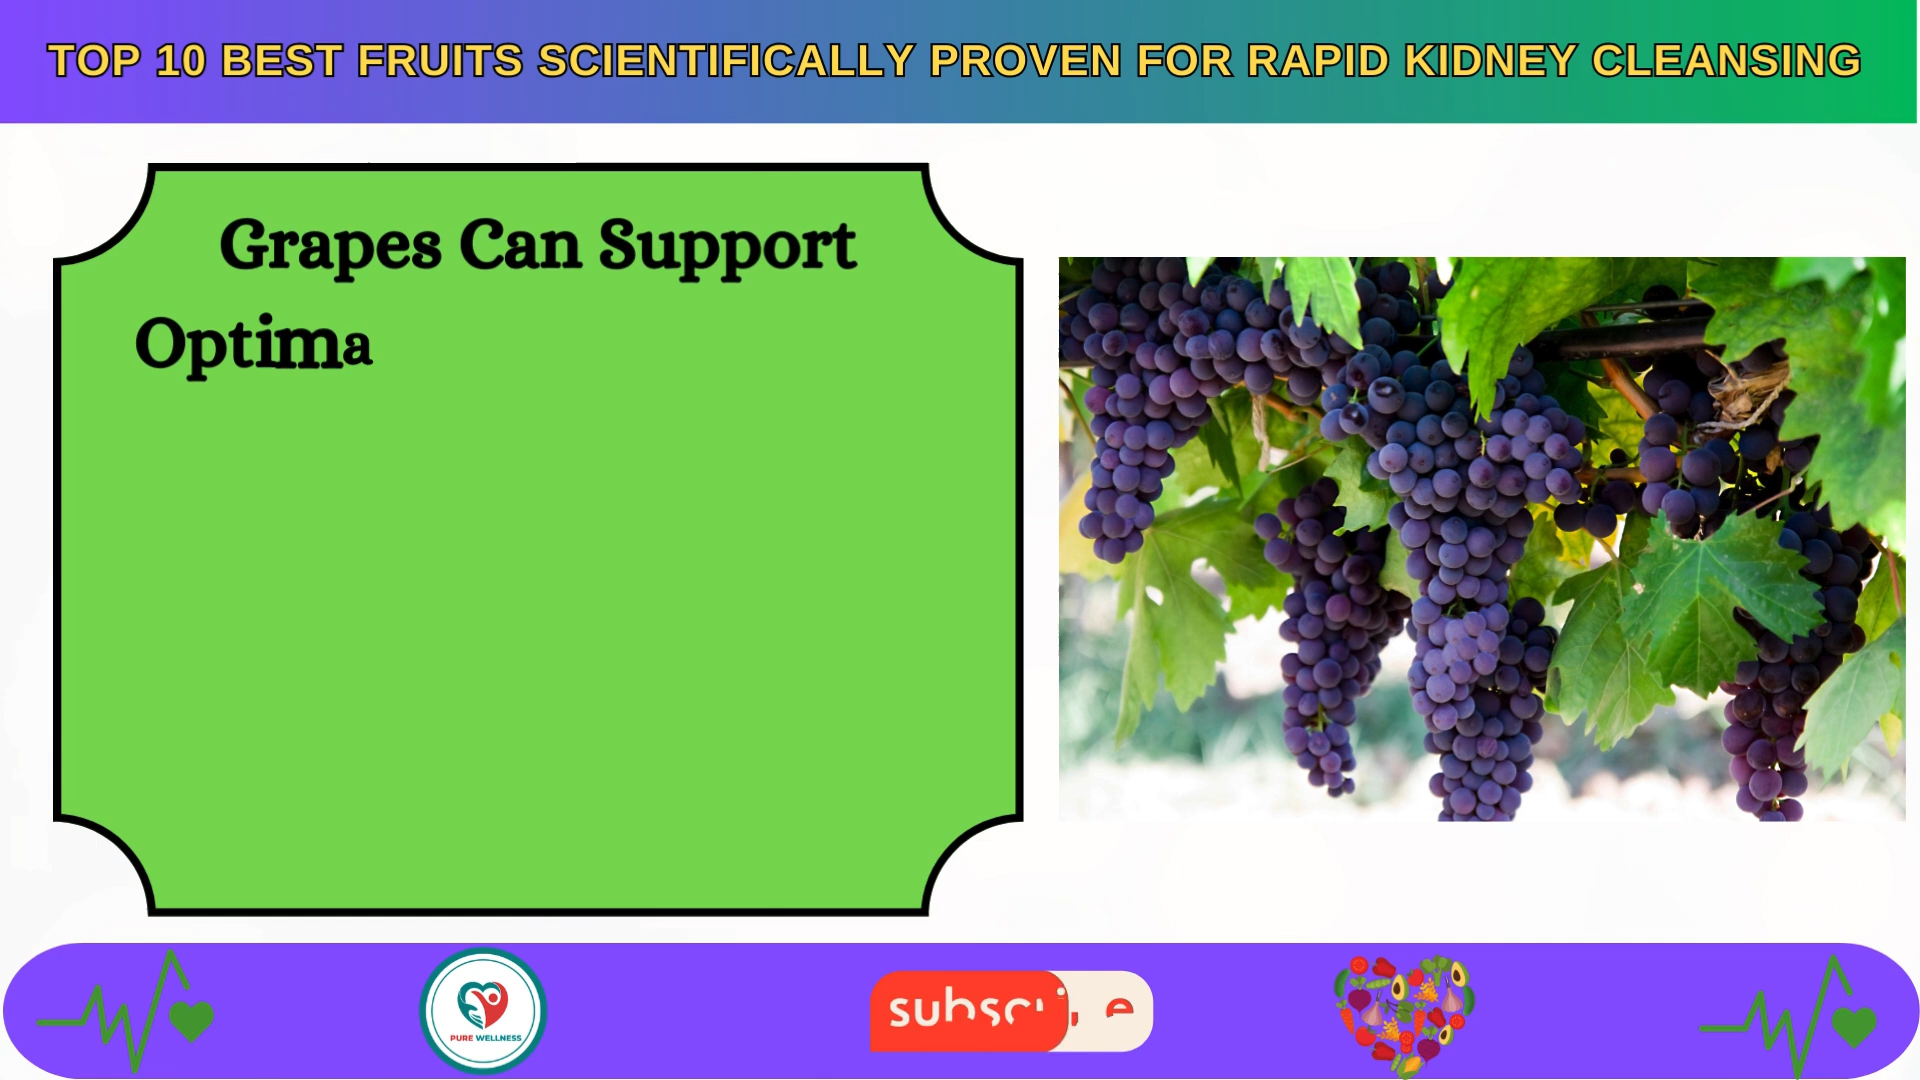 TOP 10 BEST FRUITS SCIENTIFICALLY PROVEN FOR RAPID KIDNEY CLEANSING
Grapes Can Support
Optima
PURE WELLNESS